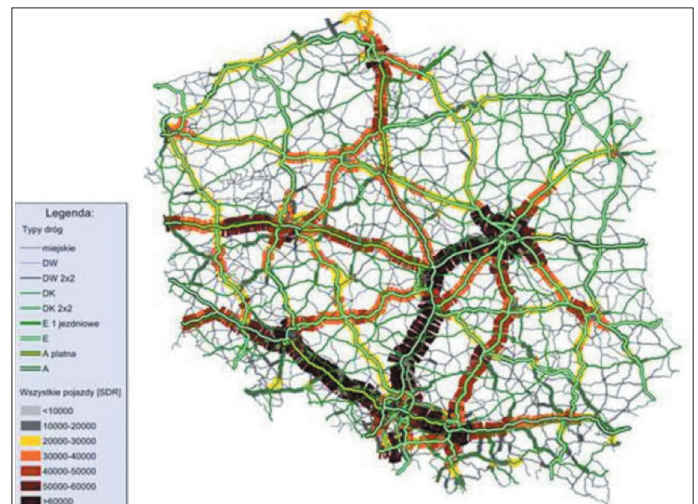 Legenda:
Typy dróg
miejskie
DW
DW 2x2
DK
DK 2x2
E 1 jezdniowe
E
A płatna
A
Wszystkie pojazdy [SDR]
<10000
10000-20000
20000-30000
30000-40000
40000-50000
50000-60000
>60000